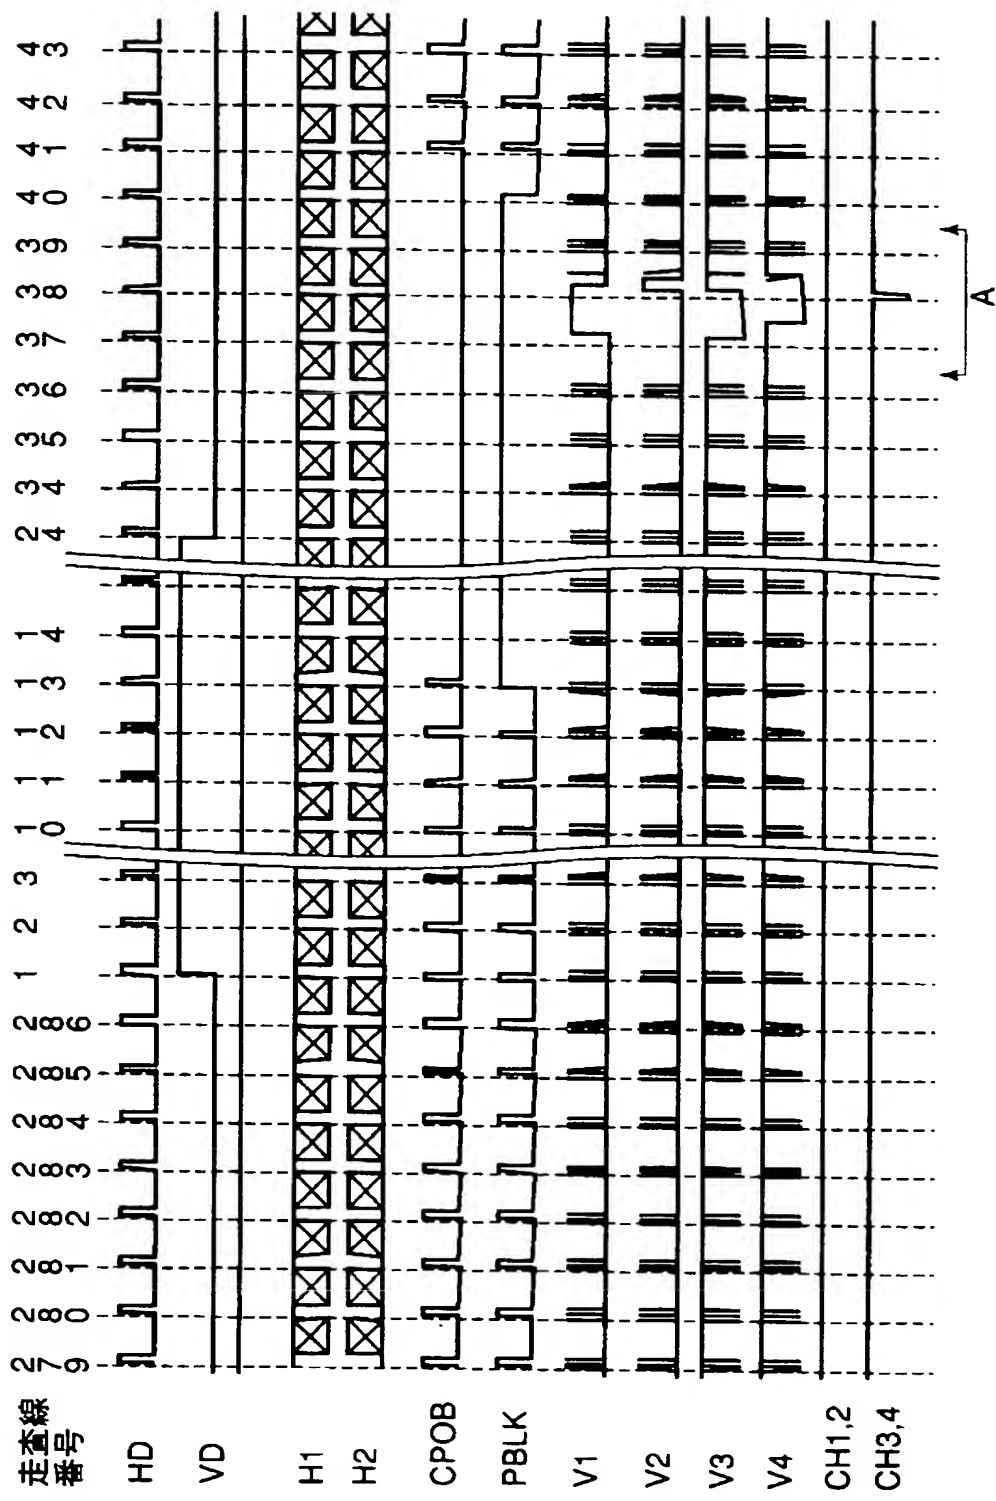 走査線
番号
279 280 281 282 283 284 285 286 1 2 3 10 11 12 13 14 24 34 35 36 37 38 39 40 41 42 43
HD
VD
H1
H2
CPOB
PBLK
V1
V2
V3
V4
CH1,2
CH3,4
A